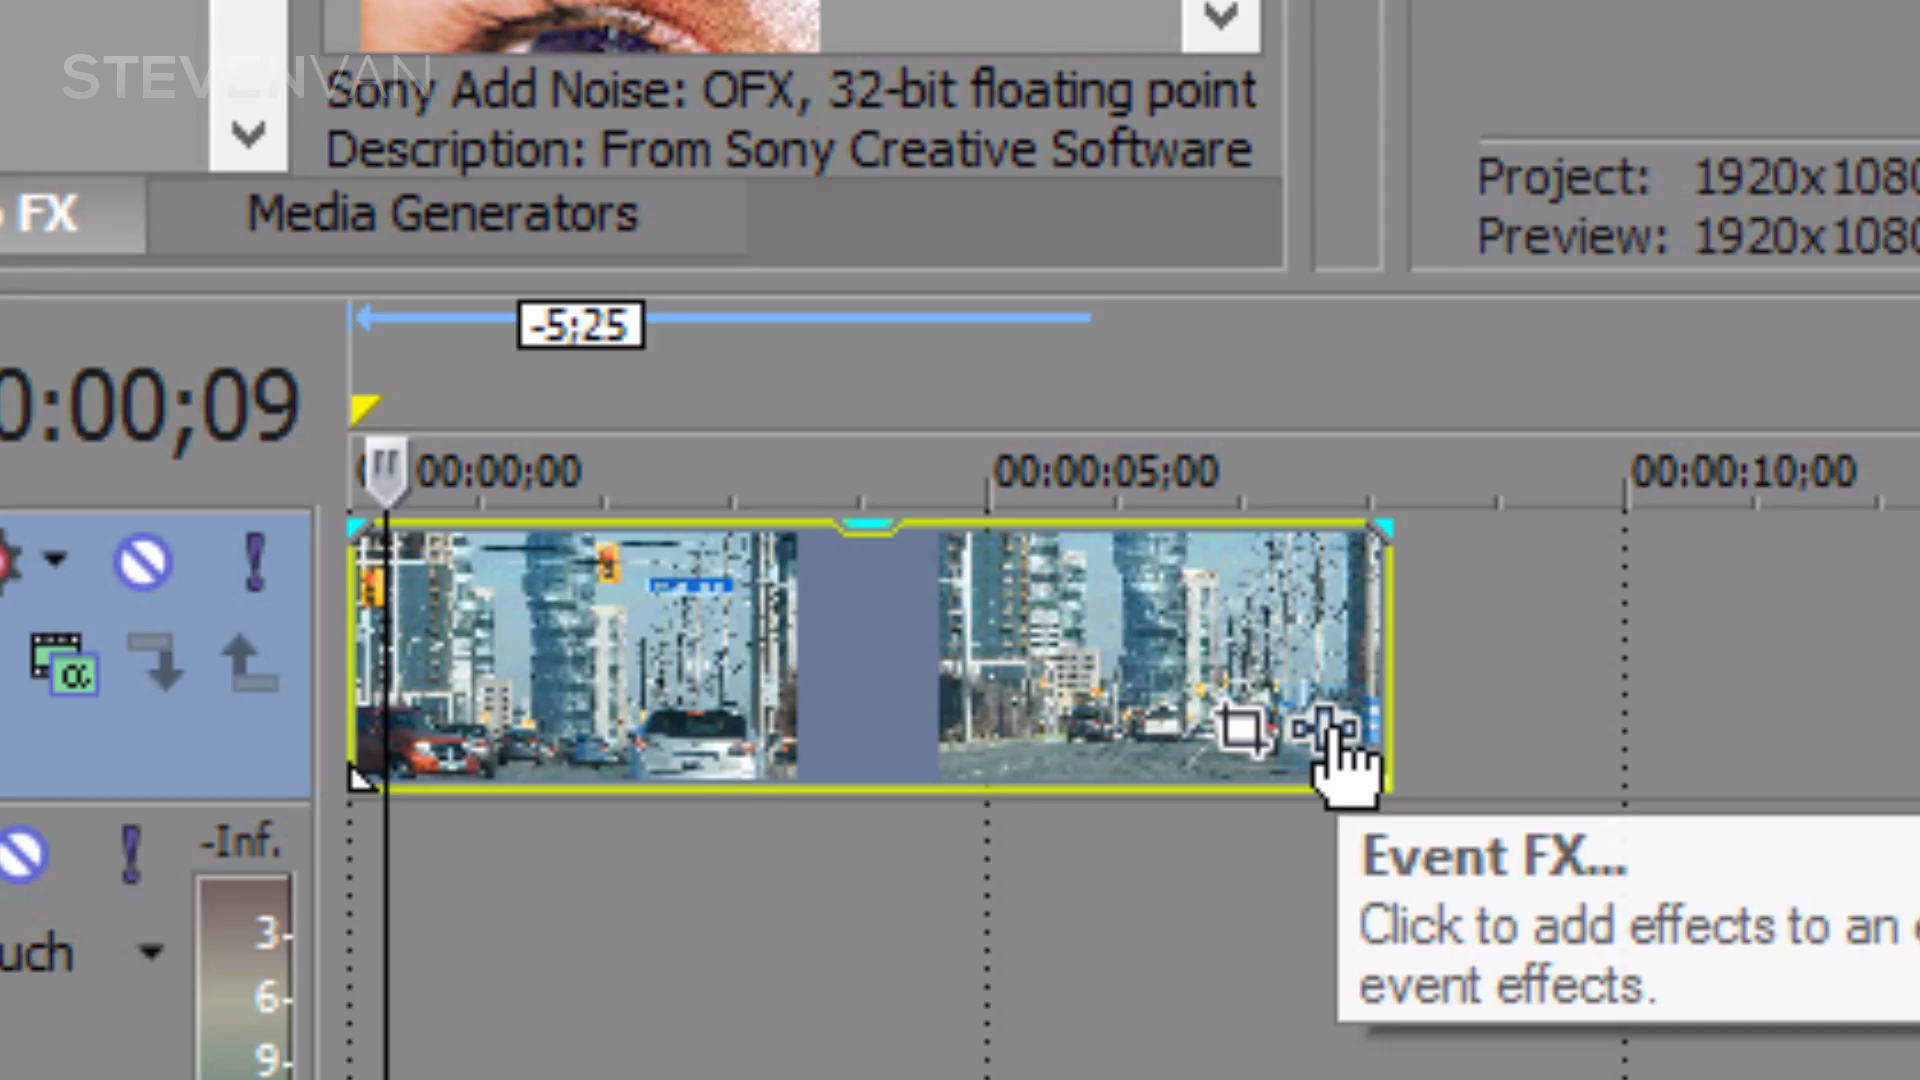 STEVENVAN
Sony Add Noise: OFX, 32-bit floating point
Description: From Sony Creative Software
FX
Media Generators
Project: 1920x1080
Preview: 1920x1080
-5;25
0:00;09
00:00:00;00
00:00:05;00
00:00:10;00
α
-Inf.
3-
6-
9-
uch
Event FX...
Click to add effects to an
event effects.